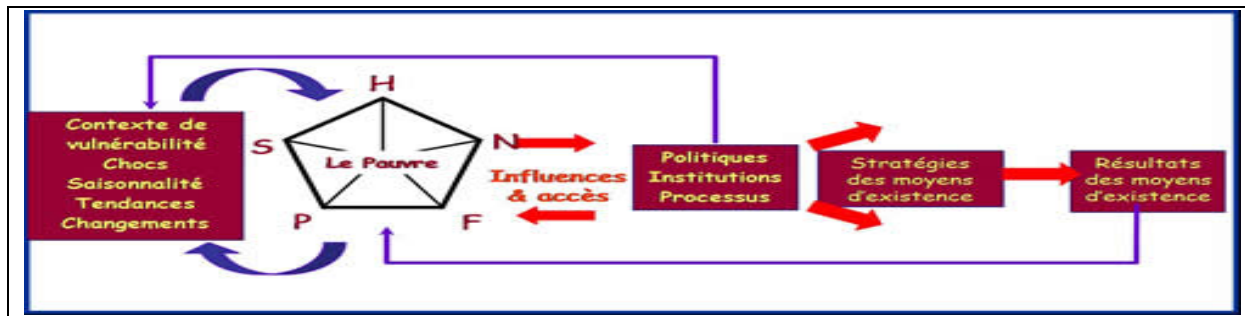 Contexte de
vulnérabilité
Chocs
Saisonnalité
Tendances
Changements
H
S
N
Le Pauvre
P
F
Influences
& accès
Politiques
Institutions
Processus
Stratégies
des moyens
d'existence
Résultats
des moyens
d'existence